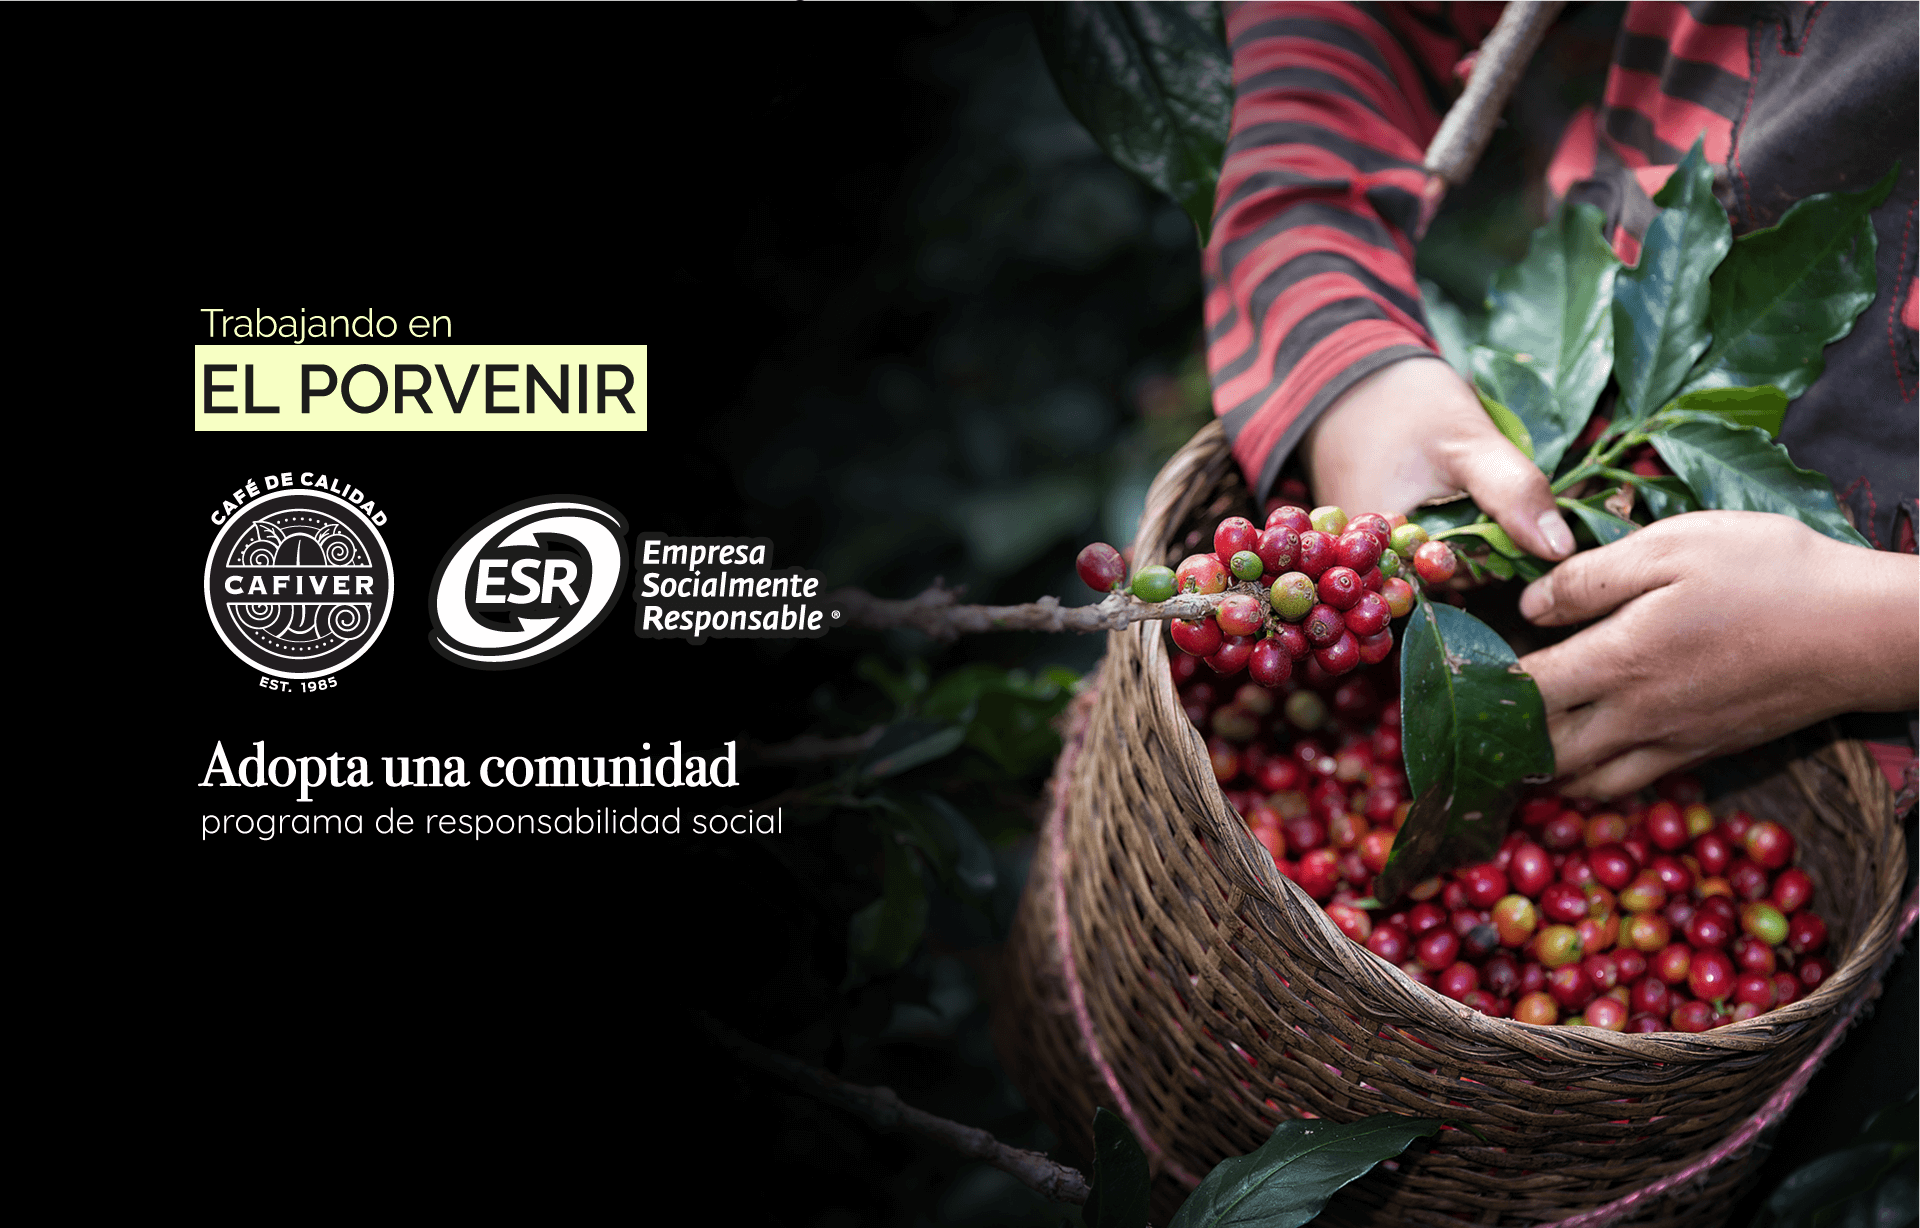 Trabajando en
EL PORVENIR
CAFÉ DE CALIDAD
CAFIVER
EST. 1985
ESR
Empresa
Socialmente
Responsable ®
Adopta una comunidad
programa de responsabilidad social